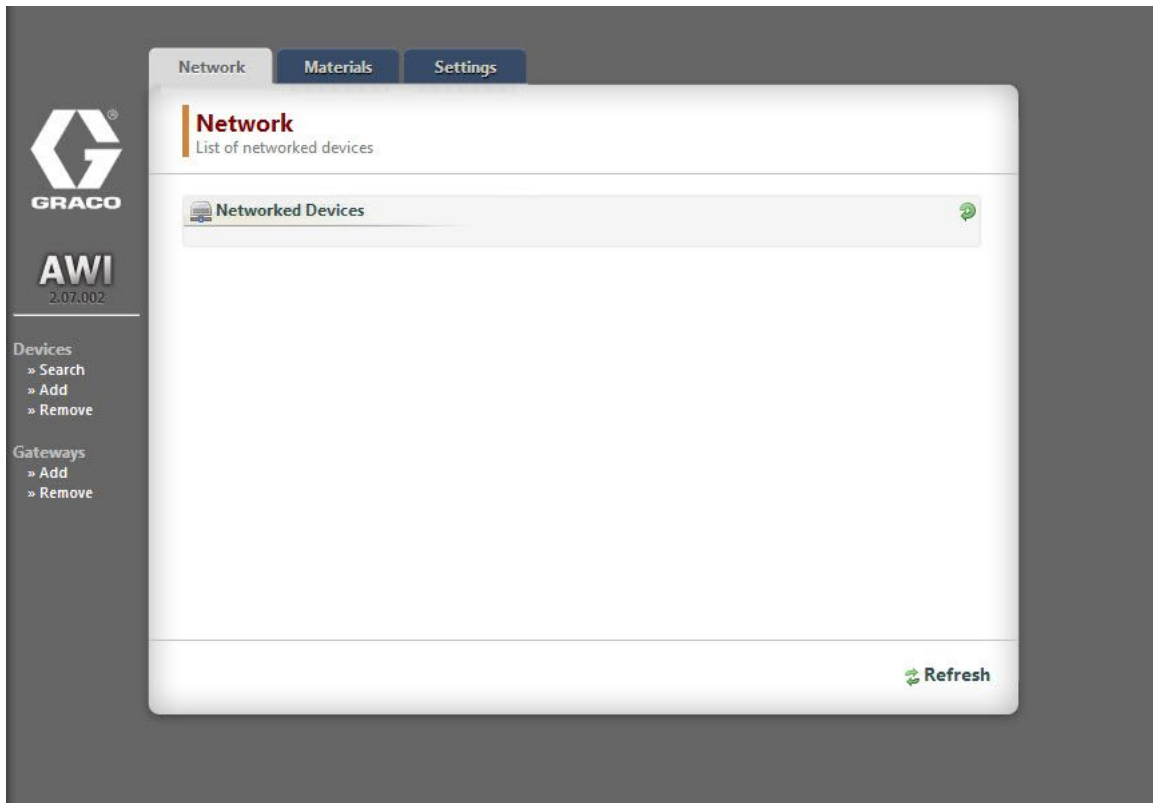 Network
Materials
Settings
®
GRACO
AWI
2.07.002
Devices
» Search
» Add
» Remove
Gateways
» Add
» Remove
Network
List of networked devices
Networked Devices
Refresh